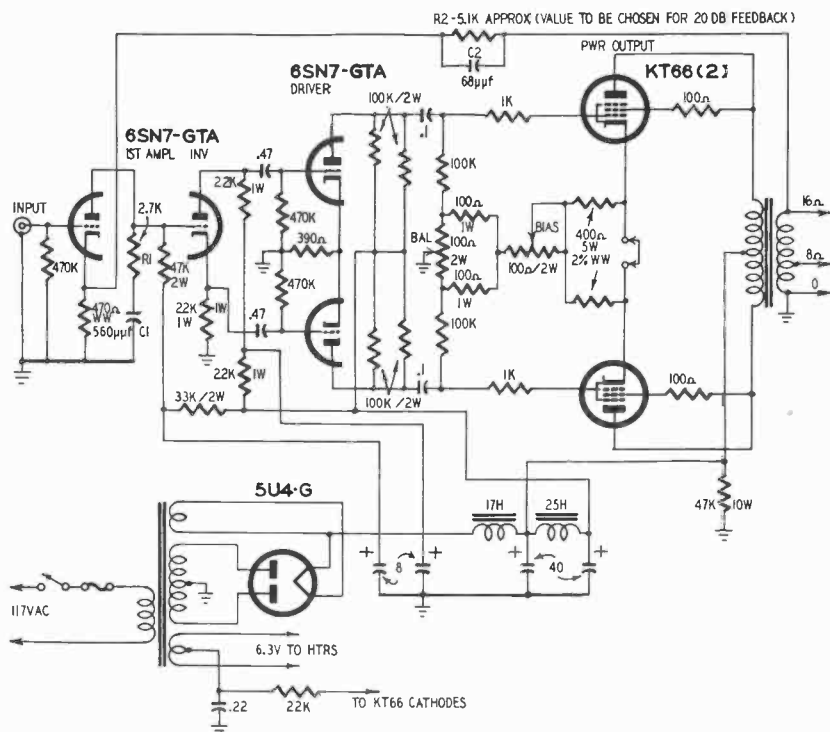 R2-5.1K APPROX (VALUE TO BE CHOSEN FOR 20 DB FEEDBACK)
C2
68µµf
PWR OUTPUT
KT66(2)
6SN7-GTA
DRIVER
100K/2W
.1
1K
100Ω
6SN7-GTA
1ST AMPL INV
.47
22K
1W
100K
INPUT
2.7K
470K
100Ω
1W
BIAS
400Ω
5W
2% WW
16Ω
BAL
100Ω
2W
100Ω/2W
8Ω
470K
R1
47K
2W
390Ω
100Ω
1W
0
470Ω
WW
560µµf
C1
22K
1W
1W
.47
470K
100K
22K
1W
.1
1K
100Ω
33K/2W
100K/2W
5U4-G
17H
25H
47K
10W
+
8
+
+
40
+
117VAC
6.3V TO HTRS
.22
22K
TO KT66 CATHODES